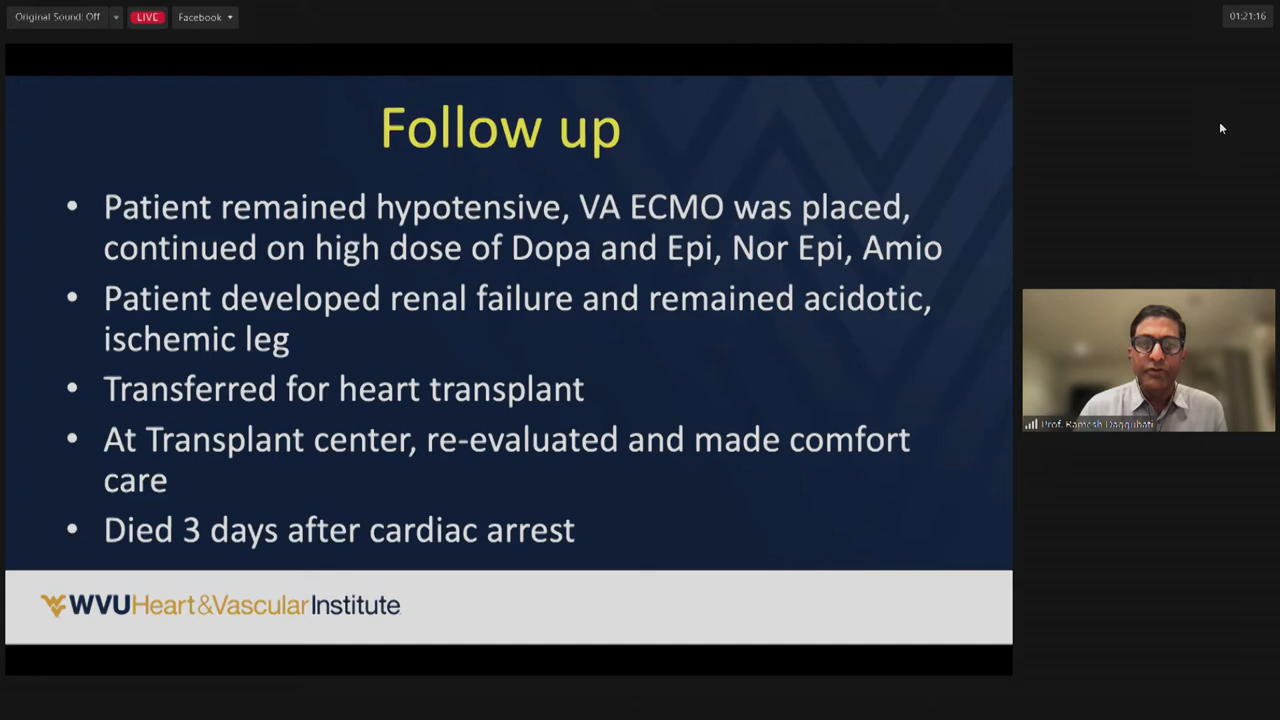 Original Sound: Off
LIVE
Facebook
01:21:16
Follow up
• Patient remained hypotensive, VA ECMO was placed,
continued on high dose of Dopa and Epi, Nor Epi, Amio
• Patient developed renal failure and remained acidotic,
ischemic leg
• Transferred for heart transplant
• At Transplant center, re-evaluated and made comfort
care
• Died 3 days after cardiac arrest
WVUHeart&VascularInstitute
Prof. Ramesh Daggubati